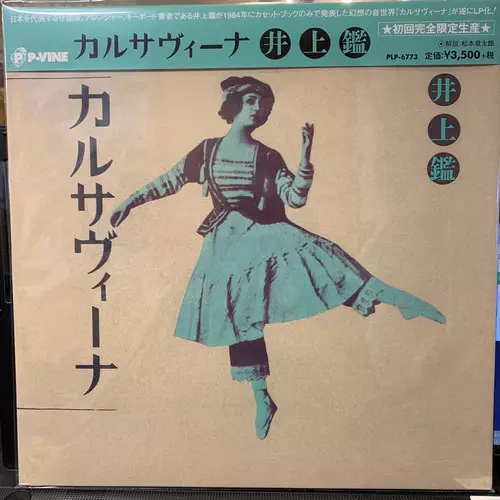 日本を代表する作曲家、アレンジャー、キーボード奏者である井上鑑が1984年にカセットブックのみで発表した幻想の音世界「カルサヴィーナ」が遂にLP化!
P-VINE
カルサヴィーナ 井上鑑
★初回完全限定生産★
●解説:松本章太郎
PLP-6773 定価:¥3,500+税
井上鑑
カルサヴィーナ